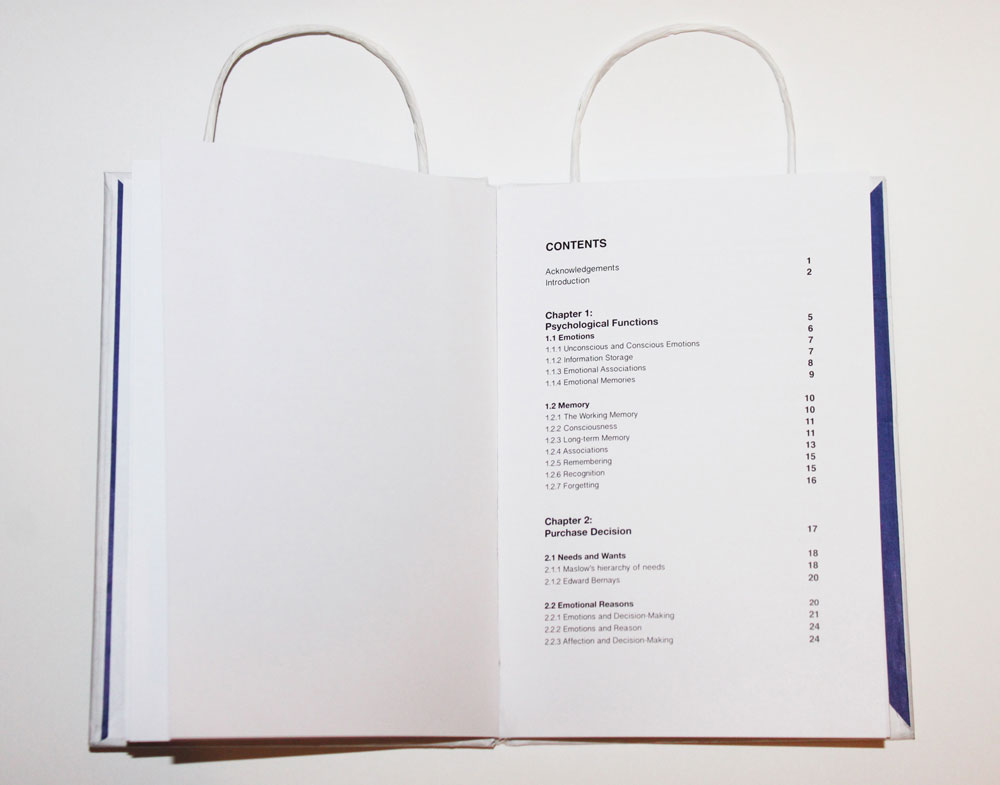 CONTENTS
Acknowledgements 1
Introduction 2
Chapter 1:
Psychological Functions 5
1.1 Emotions 6
1.1.1 Unconscious and Conscious Emotions 7
1.1.2 Information Storage 7
1.1.3 Emotional Associations 8
1.1.4 Emotional Memories 9
1.2 Memory 10
1.2.1 The Working Memory 10
1.2.2 Consciousness 11
1.2.3 Long-term Memory 11
1.2.4 Associations 13
1.2.5 Remembering 15
1.2.6 Recognition 15
1.2.7 Forgetting 16
Chapter 2:
Purchase Decision 17
2.1 Needs and Wants 18
2.1.1 Maslow's hierarchy of needs 18
2.1.2 Edward Bernays 20
2.2 Emotional Reasons 20
2.2.1 Emotions and Decision-Making 21
2.2.2 Emotions and Reason 24
2.2.3 Affection and Decision-Making 24